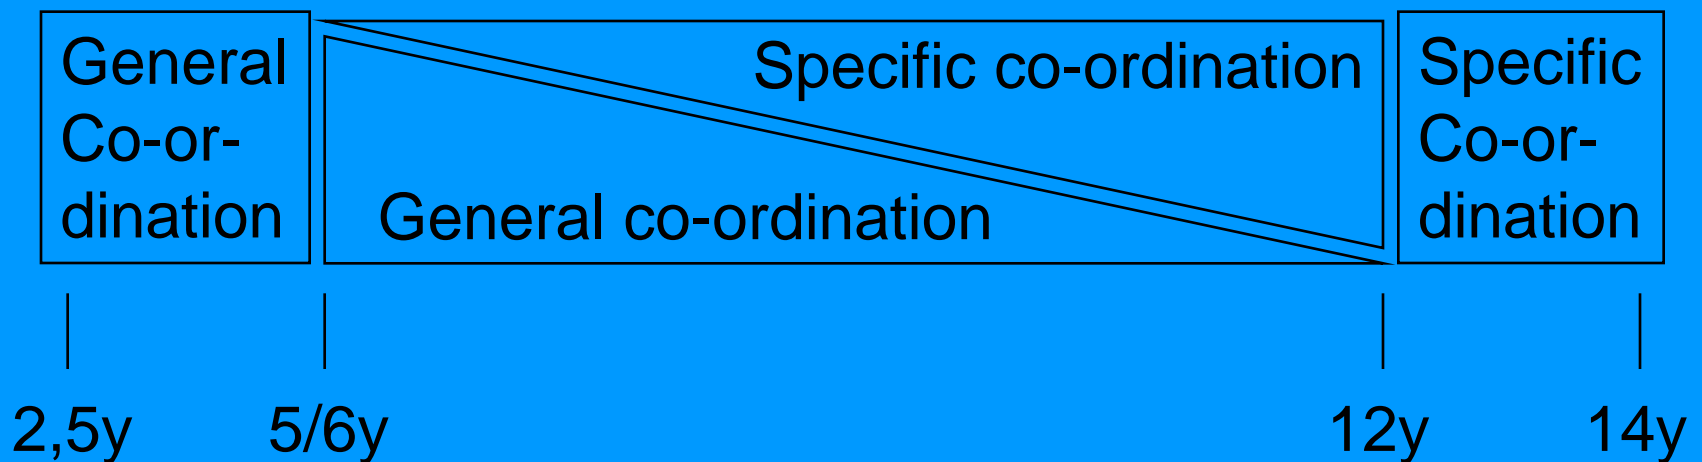 General
Co-or-
dination
Specific co-ordination
General co-ordination
Specific
Co-or-
dination
2,5y
5/6y
12y
14y